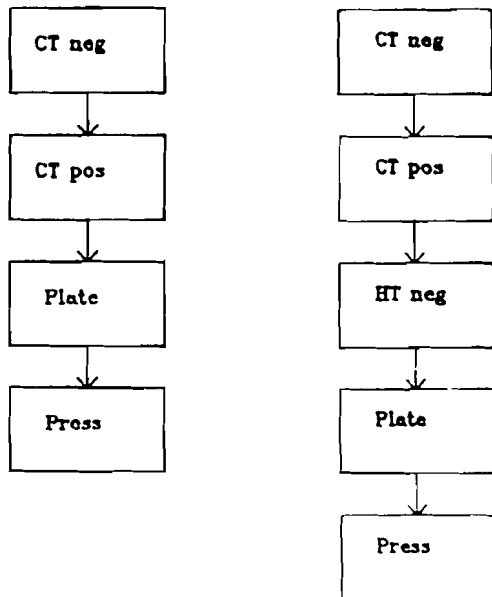 CT neg
CT pos
Plate
Press
CT neg
CT pos
HT neg
Plate
Press